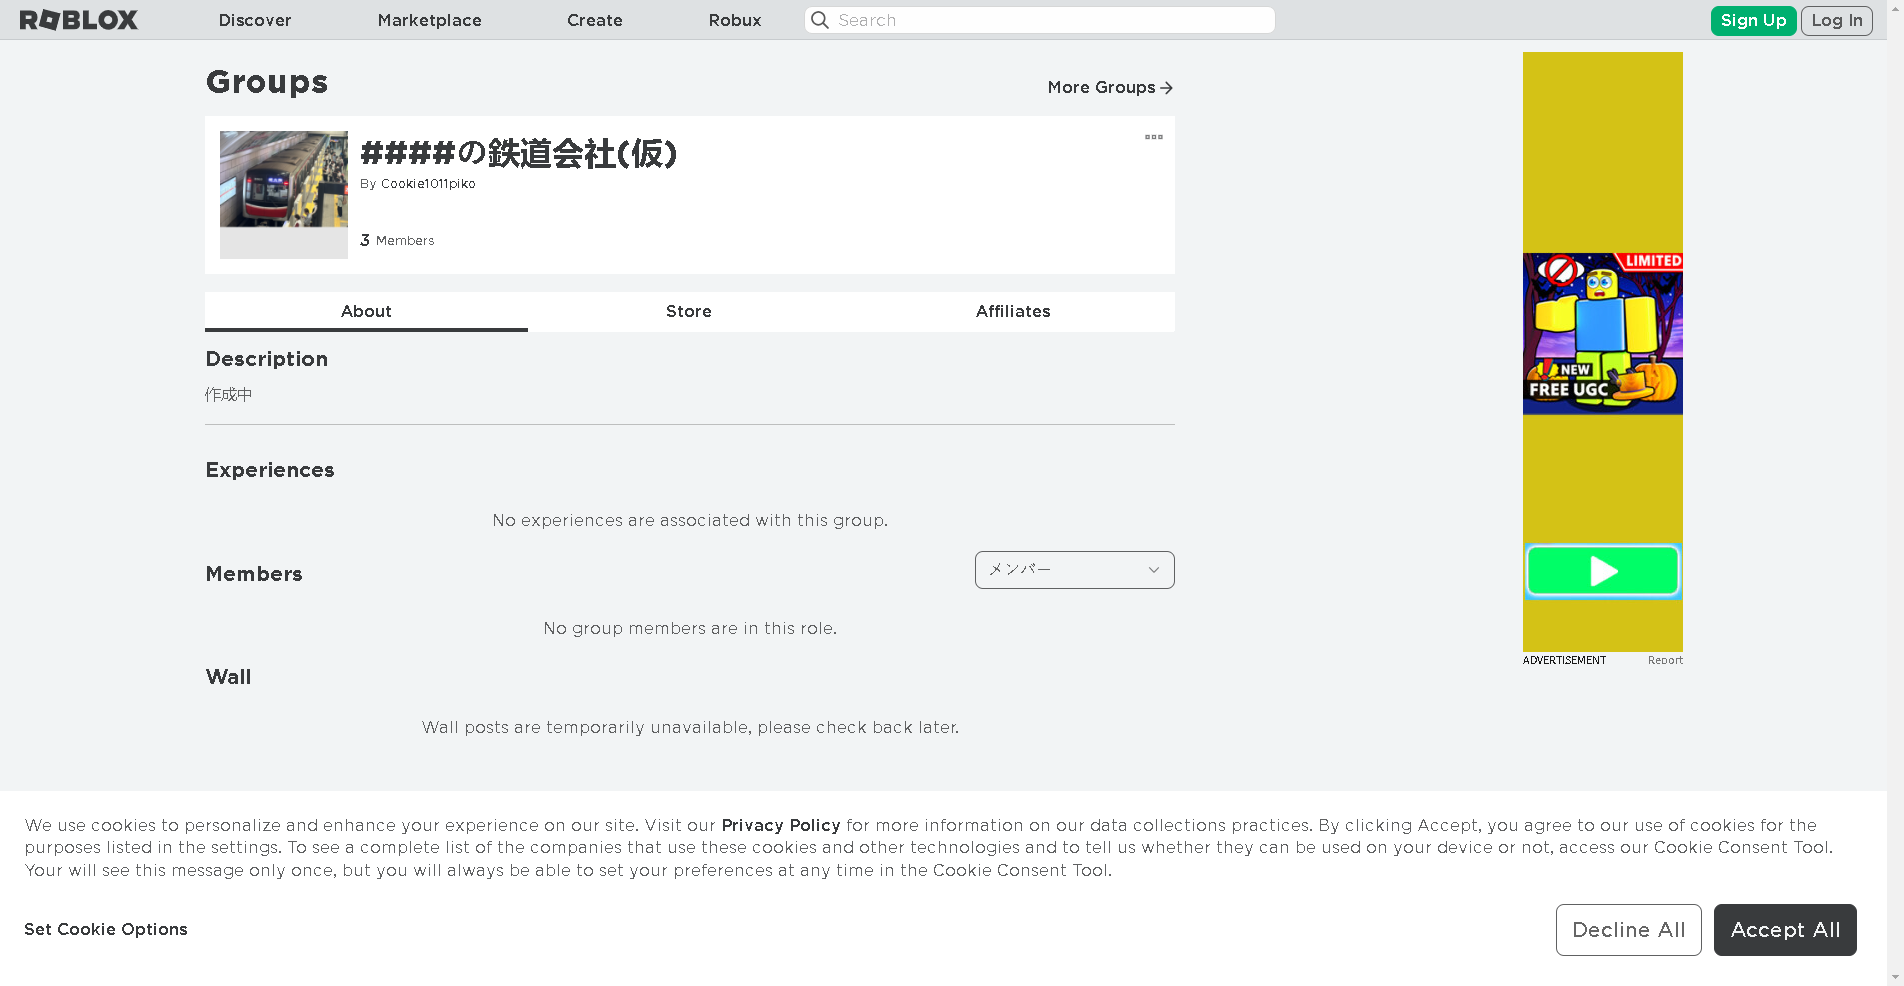 ROBLOX
Discover
Marketplace
Create
Robux
Search
Sign Up
Log In
Groups
More Groups
####の鉄道会社(仮)
By Cookie1011piko
3 Members
About
Store
Affiliates
Description
作成中
Experiences
No experiences are associated with this group.
Members
メンバー
No group members are in this role.
Wall
Wall posts are temporarily unavailable, please check back later.
LIMITED
NEW
FREE UGC
ADVERTISEMENT
Report
We use cookies to personalize and enhance your experience on our site. Visit our Privacy Policy for more information on our data collections practices. By clicking Accept, you agree to our use of cookies for the
purposes listed in the settings. To see a complete list of the companies that use these cookies and other technologies and to tell us whether they can be used on your device or not, access our Cookie Consent Tool.
Your will see this message only once, but you will always be able to set your preferences at any time in the Cookie Consent Tool.
Set Cookie Options
Decline All
Accept All